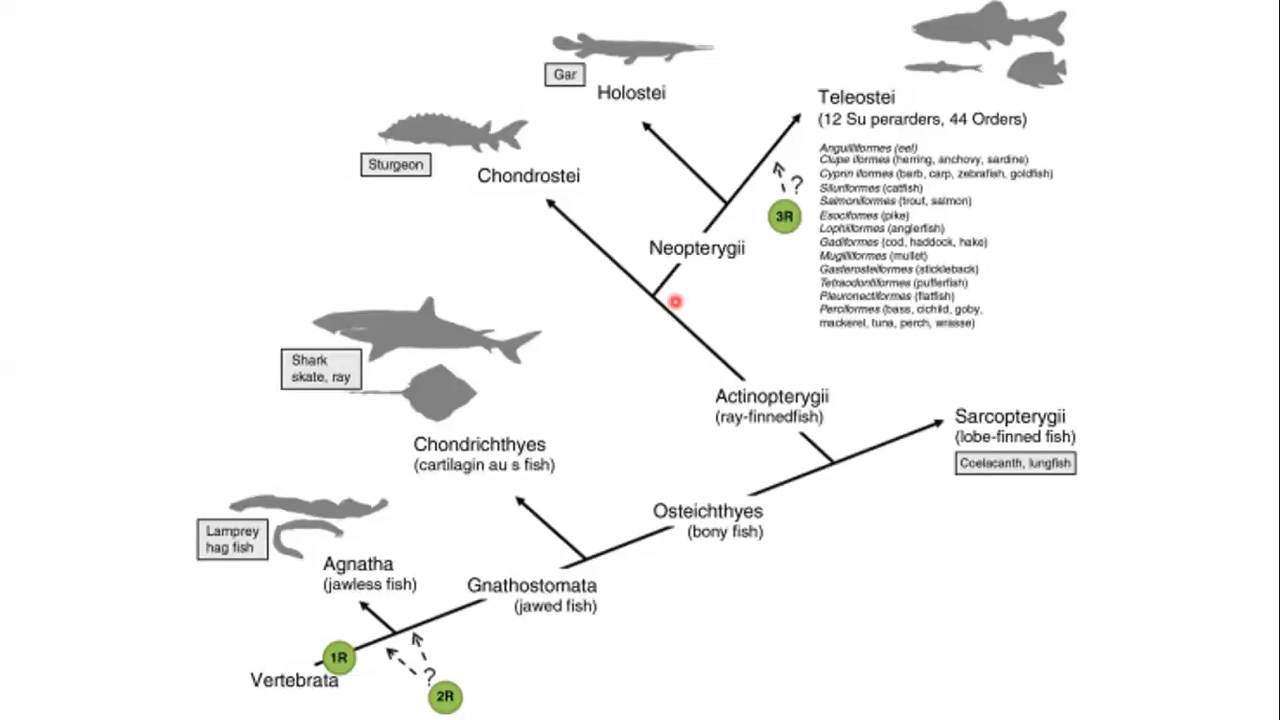 Gar
Holostei
Teleostei
(12 Su perarders, 44 Orders)
Anguilliformes (eel)
Clupe iformes (herring, anchovy, sardine)
Cyprin iformes (barb, carp, zebrafish, goldfish)
Siluriformes (catfish)
Salmoniformes (trout, salmon)
Esociformes (pike)
Lophiiformes (anglerfish)
Gadiformes (cod, haddock, hake)
Mugiliformes (mullet)
Gasterosteiformes (stickleback)
Tetraodontiformes (pufferfish)
Pleuronectiformes (flatfish)
Perciformes (bass, cichlid, goby,
mackerel, tuna, perch, wrasse)
Sturgeon
Chondrostei
?
3R
Neopterygii
Shark
skate, ray
Actinopterygii
(ray-finnedfish)
Sarcopterygii
(lobe-finned fish)
Coelacanth, lungfish
Chondrichthyes
(cartilagin au s fish)
Osteichthyes
(bony fish)
Lamprey
hag fish
Agnatha
(jawless fish)
Gnathostomata
(jawed fish)
1R
Vertebrata
?
2R